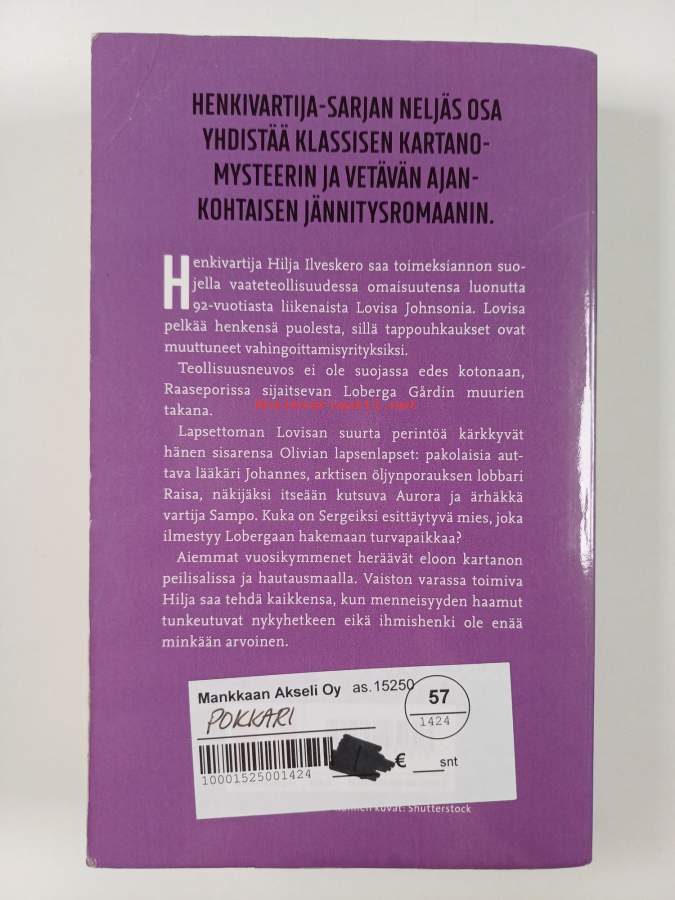 HENKIVARTIJA-SARJAN NELJÄS OSA
YHDISTÄÄ KLASSISEN KARTANO-
MYSTEERIN JA VETÄVÄN AJAN-
KOHTAISEN JÄNNITYSROMAANIN.
Henkivartija Hilja Ilveskero saa toimeksiannon suo-
jella vaateteollisuudessa omaisuutensa luonutta
92-vuotiasta liikenaista Lovisa Johnsonia. Lovisa
pelkää henkensä puolesta, sillä tappouhkaukset ovat
muuttuneet vahingoittamisyrityksiksi.
Teollisuusneuvos ei ole suojassa edes kotonaan,
Raaseporissa sijaitsevan Loberga Gårdin muurien
takana.
Lapsettoman Lovisan suurta perintöä kärkkyvät
hänen sisarensa Olivian lapsenlapset: pakolaisia aut-
tava lääkäri Johannes, arktisen öljynporauksen lobbari
Raisa, näkijäksi itseään kutsuva Aurora ja ärhäkkä
vartija Sampo. Kuka on Sergeiksi esittäytyvä mies, joka
ilmestyy Lobergaan hakemaan turvapaikkaa?
Aiemmat vuosikymmenet heräävät eloon kartanon
peilisalissa ja hautausmaalla. Vaiston varassa toimiva
Hilja saa tehdä kaikkensa, kun menneisyyden haamut
tunkeutuvat nykyhetkeen eikä ihmishenki ole enää
minkään arvoinen.
Mankkaan Akseli Oy as.15250 57
POKKARI 1424
€ snt
10001525001424
kuvat: Shutterstock